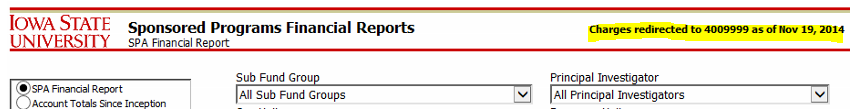 IOWA STATE
UNIVERSITY
Sponsored Programs Financial Reports
SPA Financial Report
Charges redirected to 4009999 as of Nov 19, 2014
SPA Financial Report
Account Totals Since Inception
Sub Fund Group
All Sub Fund Groups
Principal Investigator
All Principal Investigators